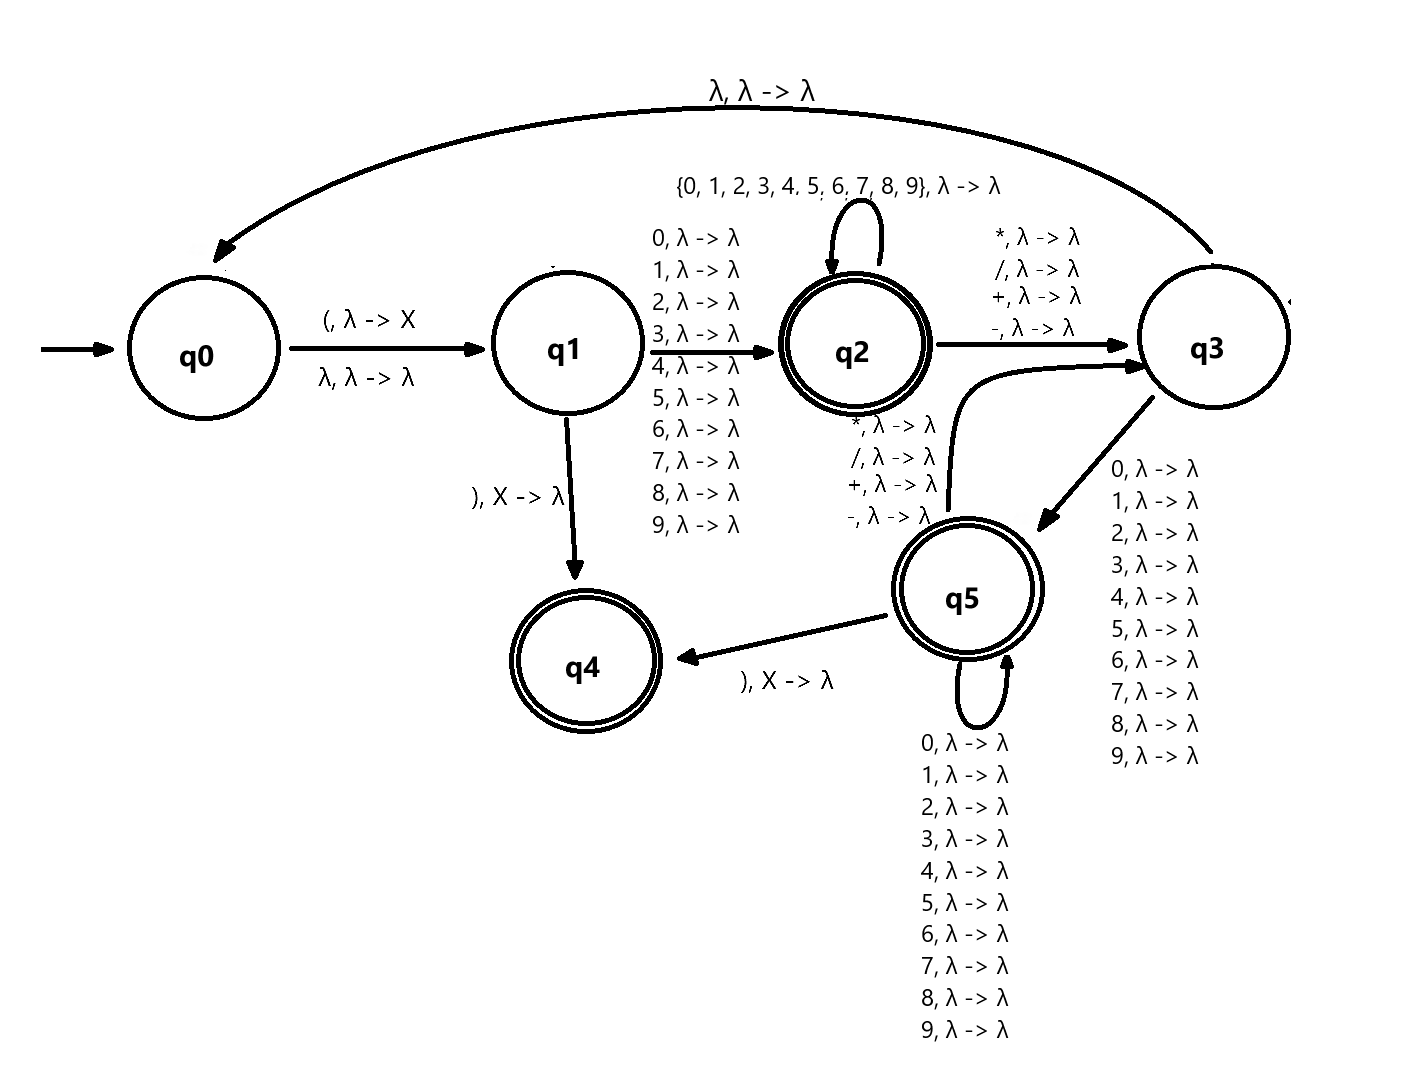 λ, λ -> λ
{0, 1, 2, 3, 4, 5, 6, 7, 8, 9}, λ -> λ
q0
(, λ -> X
λ, λ -> λ
q1
0, λ -> λ
1, λ -> λ
2, λ -> λ
3, λ -> λ
4, λ -> λ
5, λ -> λ
6, λ -> λ
7, λ -> λ
8, λ -> λ
9, λ -> λ
q2
*, λ -> λ
/, λ -> λ
+, λ -> λ
-, λ -> λ
q3
*, λ -> λ
/, λ -> λ
+, λ -> λ
-, λ -> λ
0, λ -> λ
1, λ -> λ
2, λ -> λ
3, λ -> λ
4, λ -> λ
5, λ -> λ
6, λ -> λ
7, λ -> λ
8, λ -> λ
9, λ -> λ
), X -> λ
q4
), X -> λ
q5
0, λ -> λ
1, λ -> λ
2, λ -> λ
3, λ -> λ
4, λ -> λ
5, λ -> λ
6, λ -> λ
7, λ -> λ
8, λ -> λ
9, λ -> λ